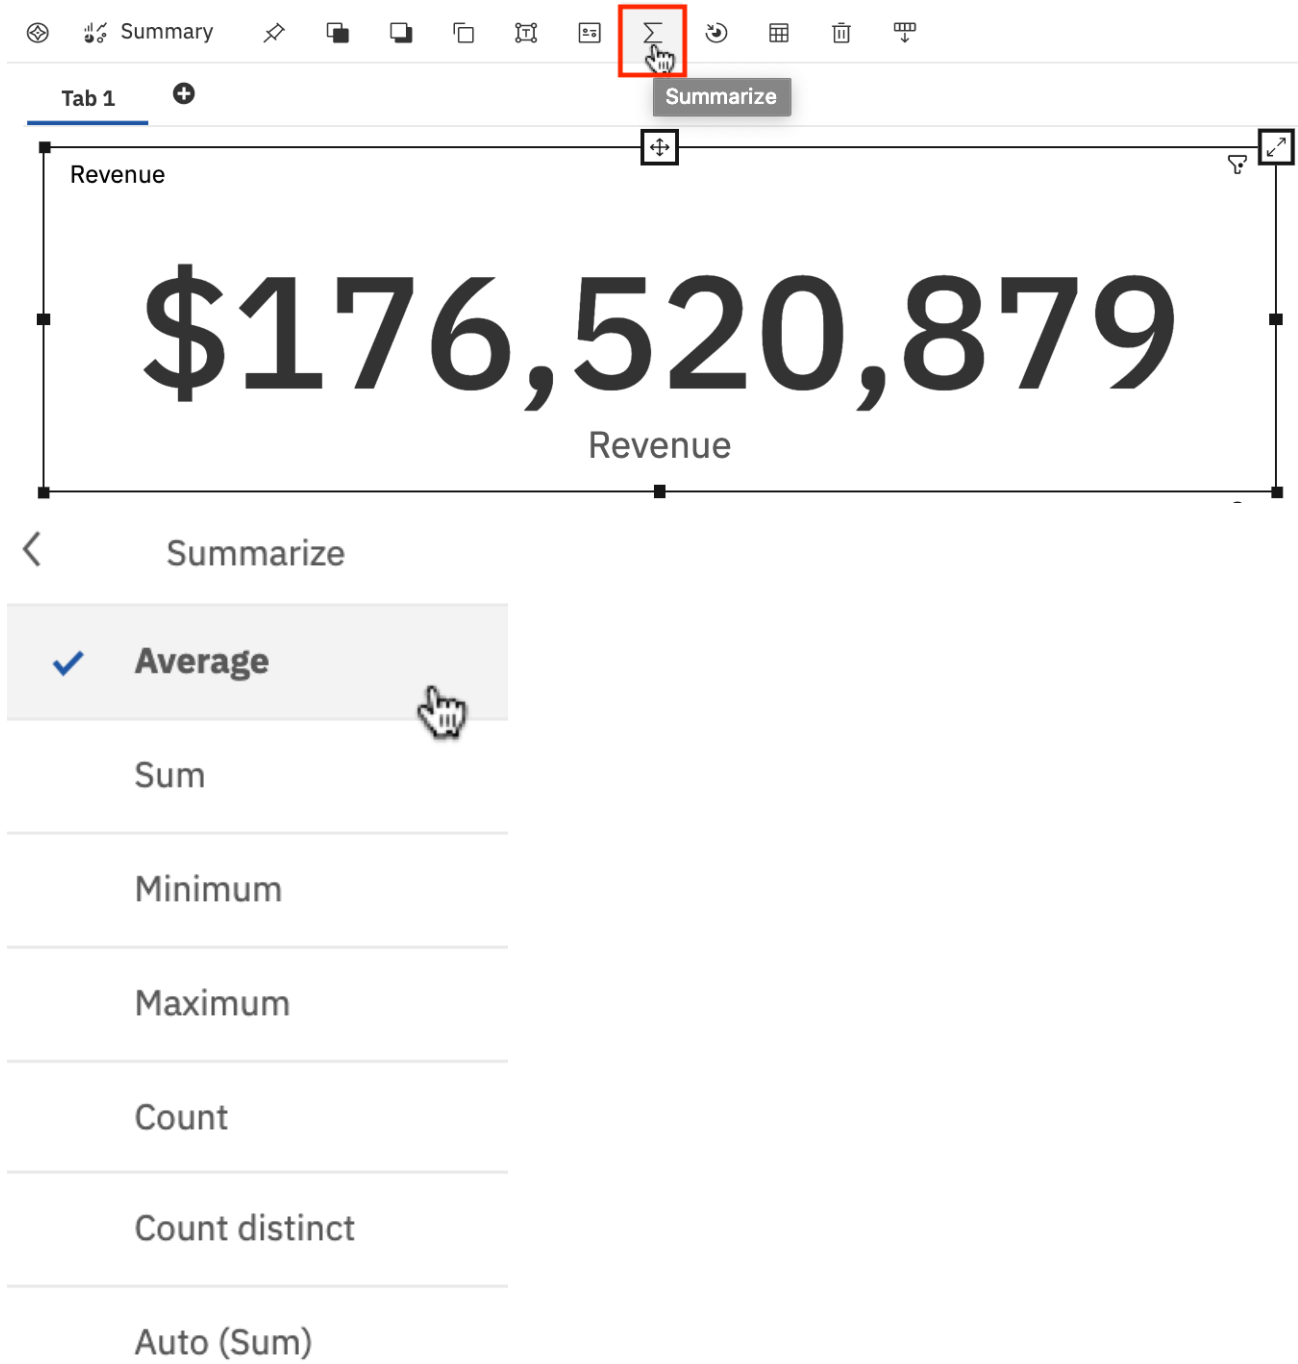 Summary
Summarize
Tab 1
Revenue
$176,520,879
Revenue
Summarize
Average
Sum
Minimum
Maximum
Count
Count distinct
Auto (Sum)